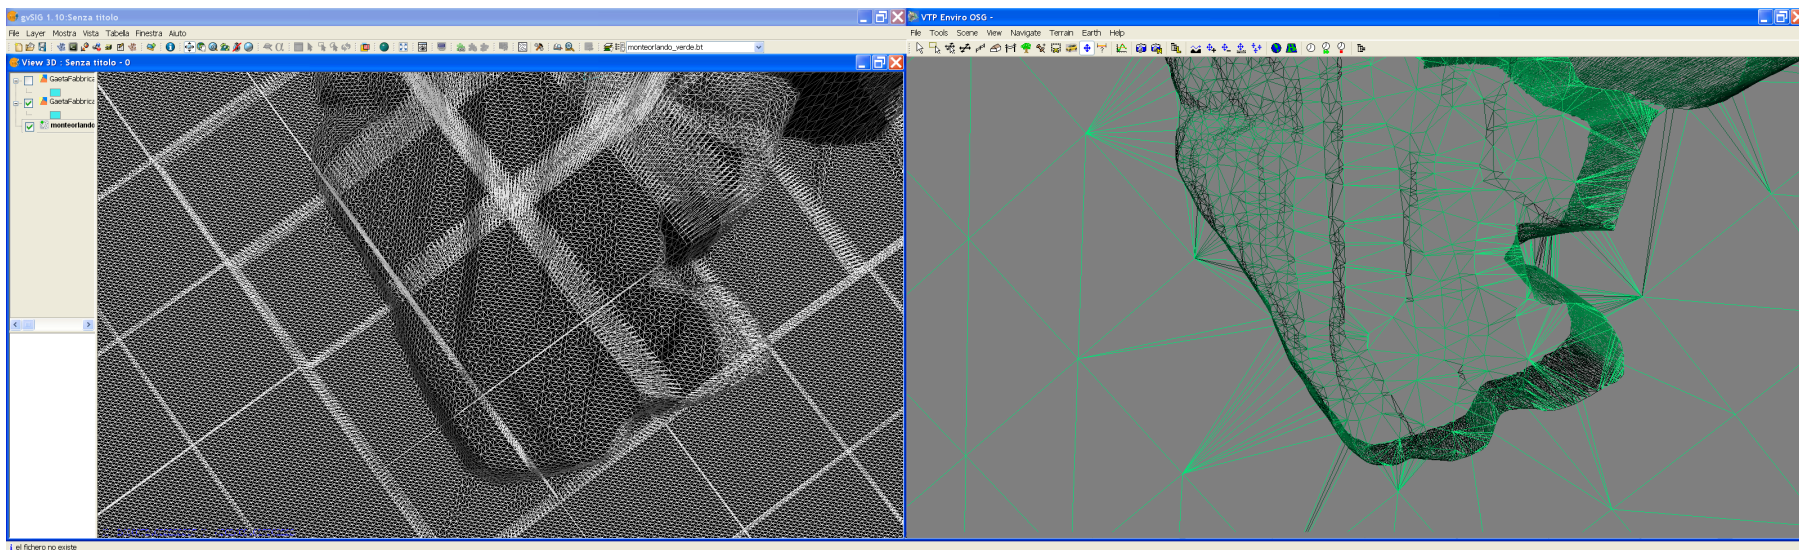 gvSIG 1.10:Senza titolo
File Layer Mostra Vista Tabella Finestra Aiuto
monteorlando_verde.bt
View 3D : Senza titolo - 0
GaetaFabbrica
GaetaFabbrica
monteorlando
el fichero no existe
VTP Enviro OSG -
File Tools Scene View Navigate Terrain Earth Help